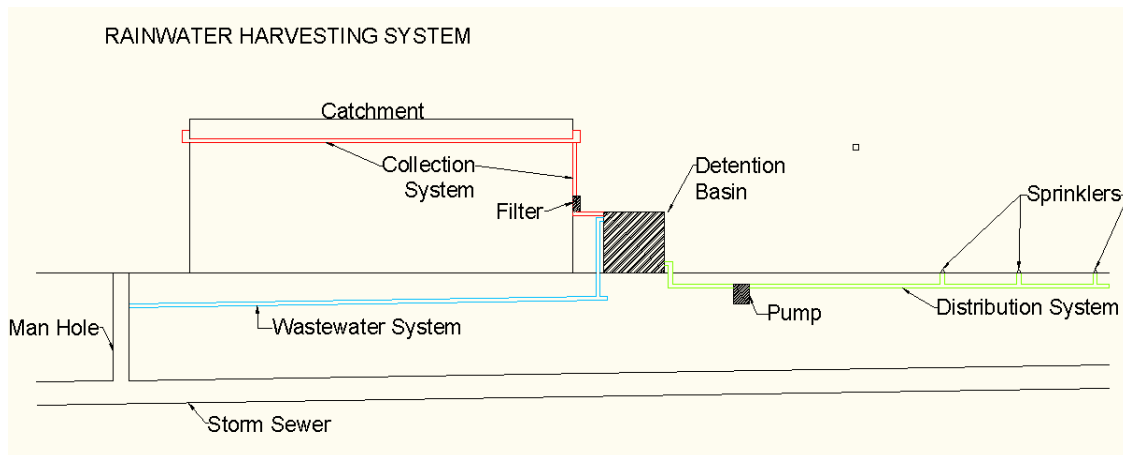 RAINWATER HARVESTING SYSTEM
Catchment
Collection
System
Detention
Basin
Filter
Sprinklers
Man Hole
Wastewater System
Pump
Distribution System
Storm Sewer